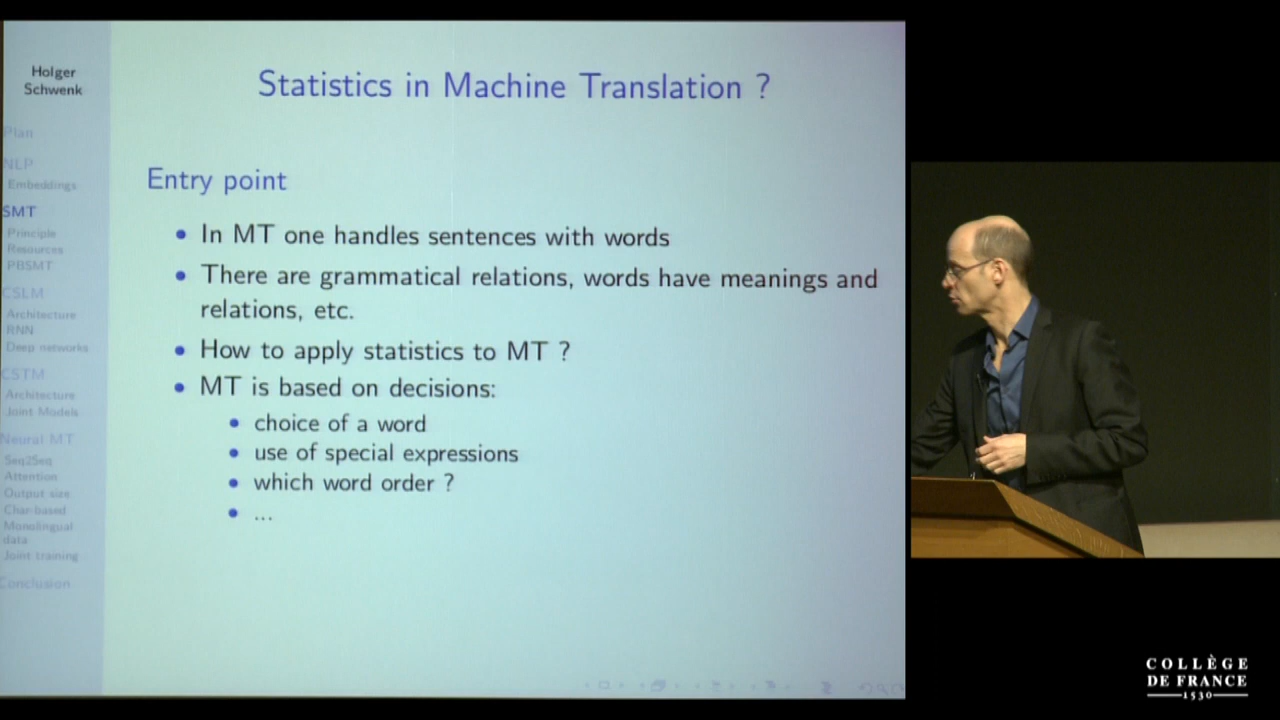 Holger
Schwenk
Plan
NLP
Embeddings
SMT
Principle
Resources
PBSMT
CSLM
Architecture
RNN
Deep networks
CSTM
Architecture
Joint Models
Neural MT
Seq2Seq
Attention
Output size
Char-based
Monolingual
data
Joint training
Conclusion
Statistics in Machine Translation ?
Entry point
• In MT one handles sentences with words
• There are grammatical relations, words have meanings and
relations, etc.
• How to apply statistics to MT ?
• MT is based on decisions:
• choice of a word
• use of special expressions
• which word order ?
• ...
COLLÈGE
DE FRANCE
1530